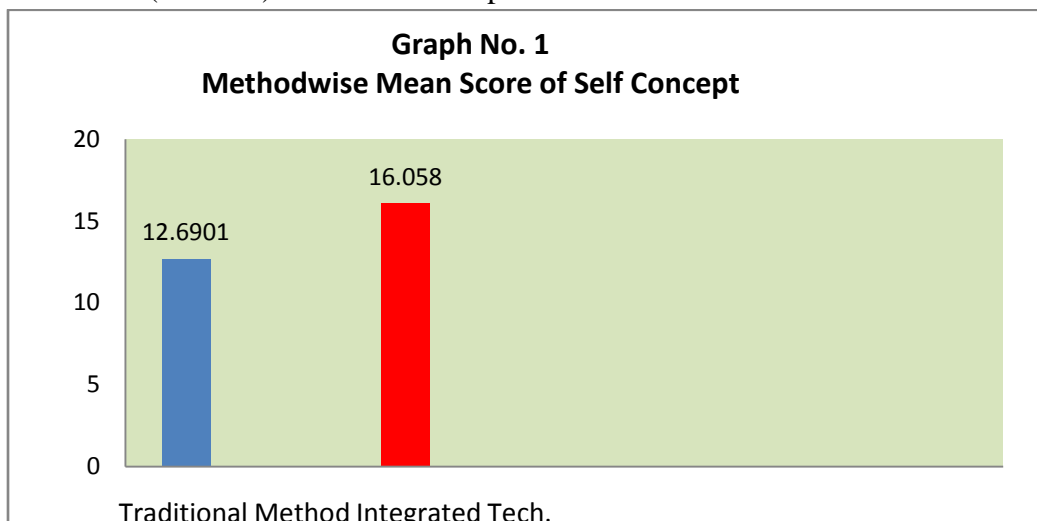 Graph No. 1
Methodwise Mean Score of Self Concept
20
16.058
15
12.6901
10
5
0
Traditional Method Integrated Tech.